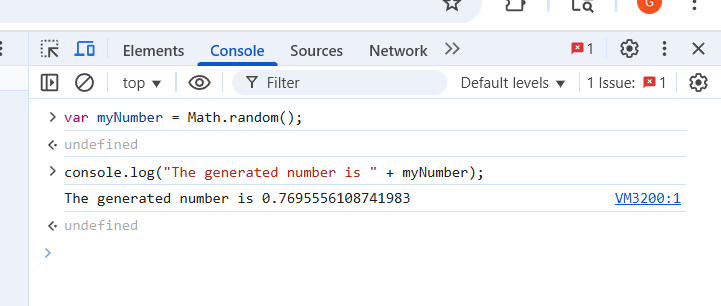 G
Elements Console Sources Network 1
top Filter Default levels 1 Issue: 1
var myNumber = Math.random();
undefined
console.log("The generated number is " + myNumber);
The generated number is 0.7695556108741983 VM3200:1
undefined